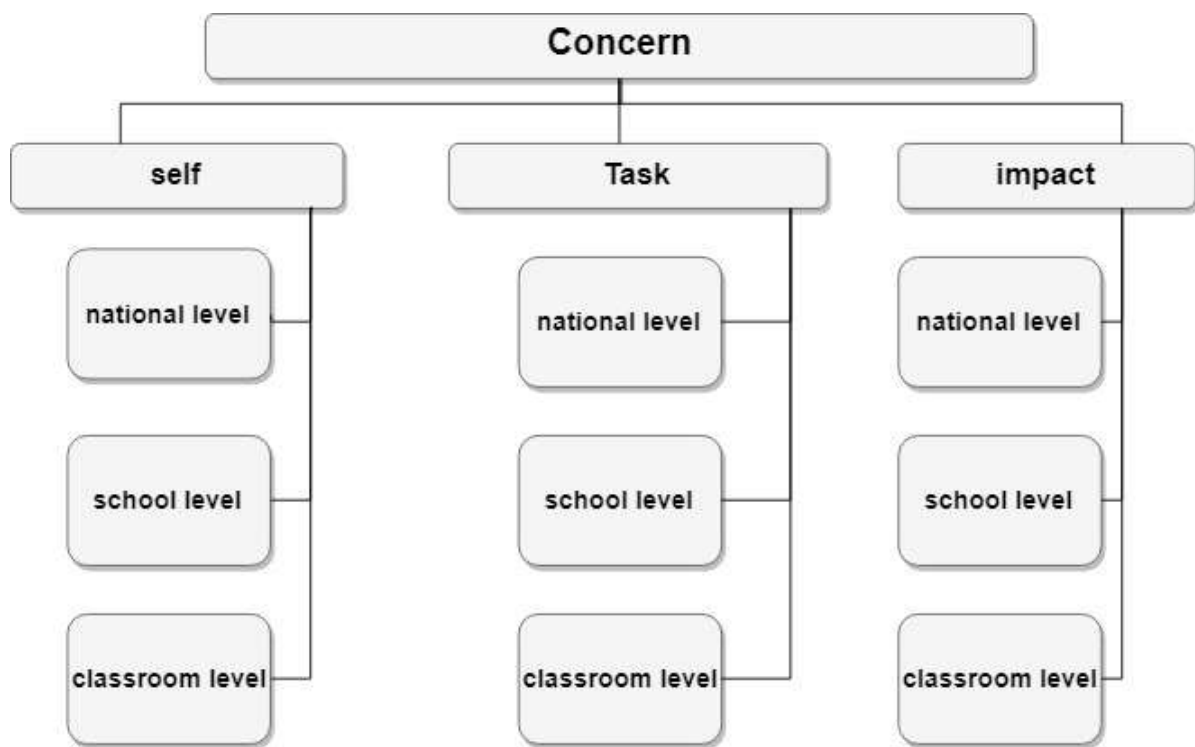 Concern
self
Task
impact
national level
national level
national level
school level
school level
school level
classroom level
classroom level
classroom level